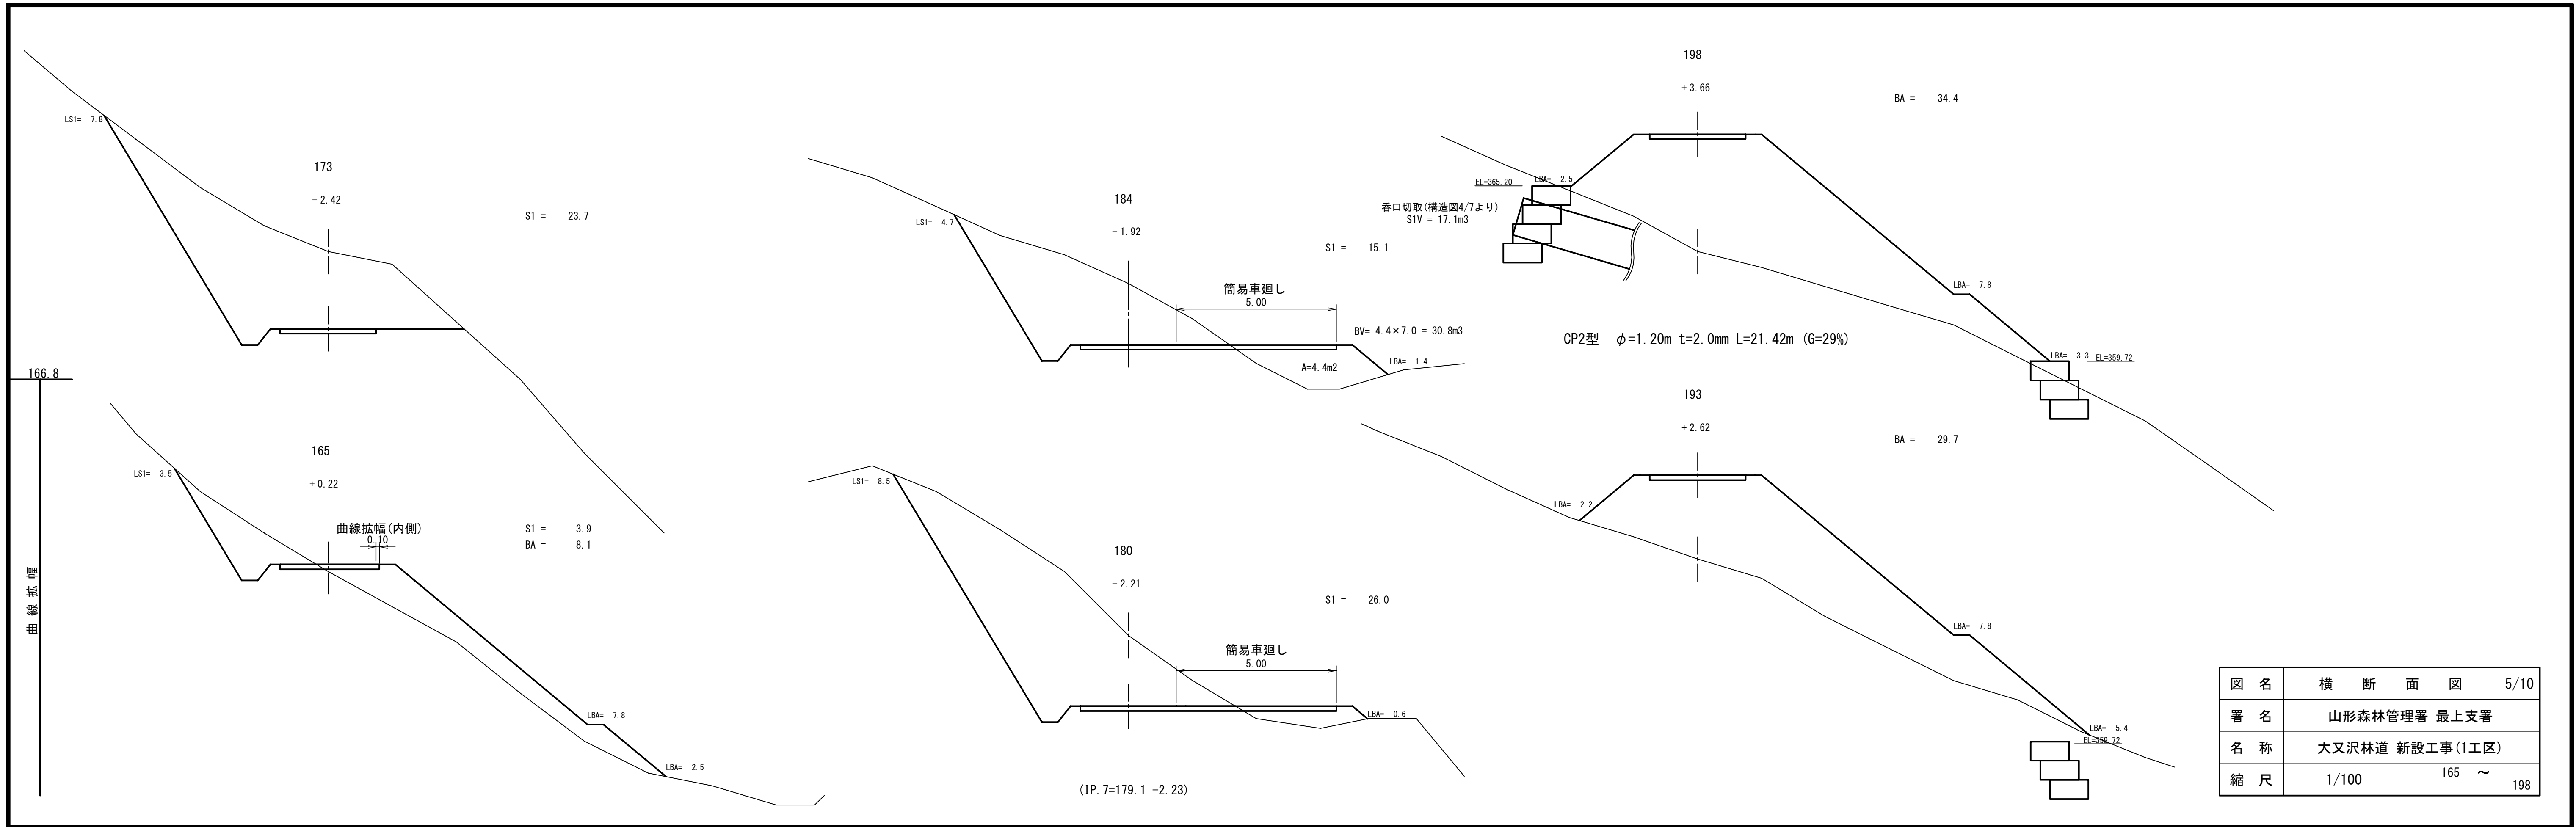 LS1= 7.8
173
-2.42
S1 = 23.7
166.8
曲線拡幅
165
+0.22
LS1= 3.5
曲線拡幅(内側)
0.10
S1 = 3.9
BA = 8.1
LBA= 7.8
LBA= 2.5
184
-1.92
LS1= 4.7
S1 = 15.1
簡易車廻し
5.00
BV= 4.4×7.0 = 30.8m3
LBA= 1.4
A=4.4m2
LS1= 8.5
180
-2.21
S1 = 26.0
簡易車廻し
5.00
LBA= 0.6
(IP.7=179.1 -2.23)
198
+3.66
BA = 34.4
EL=365.20
LBA= 2.5
呑口切取(構造図4/7より)
S1V = 17.1m3
LBA= 7.8
CP2型 φ=1.20m t=2.0mm L=21.42m (G=29%)
LBA= 3.3
EL=359.72
193
+2.62
BA = 29.7
LBA= 2.2
LBA= 7.8
LBA= 5.4
EL=359.72
図名 横断面図 5/10
署名 山形森林管理署 最上支署
名称 大又沢林道 新設工事(1工区)
縮尺 1/100 165 ～ 198